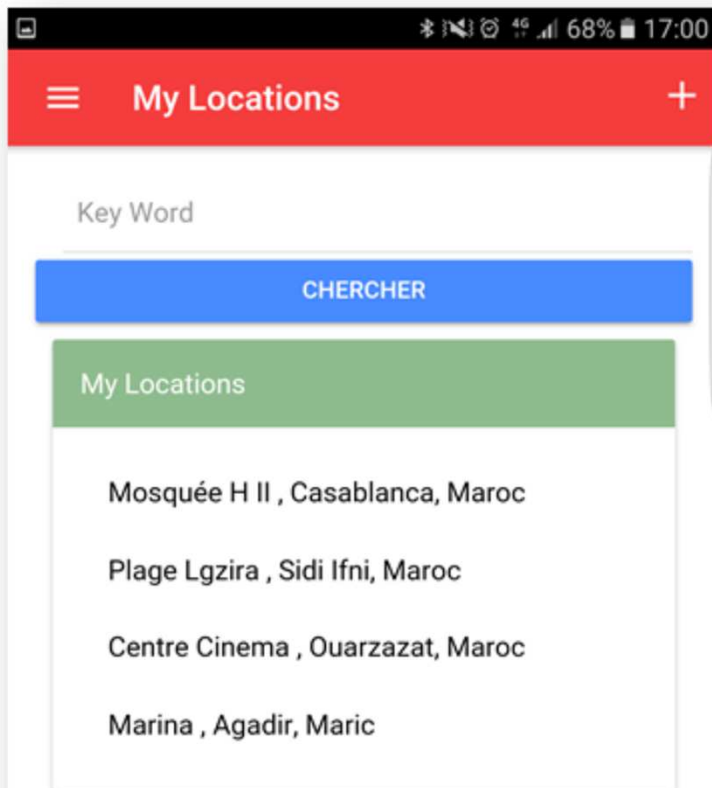 4G 68% 17:00
My Locations
Key Word
CHERCHER
My Locations
Mosquée H II , Casablanca, Maroc
Plage Lgzira , Sidi Ifni, Maroc
Centre Cinema , Ouarzazat, Maroc
Marina , Agadir, Maric